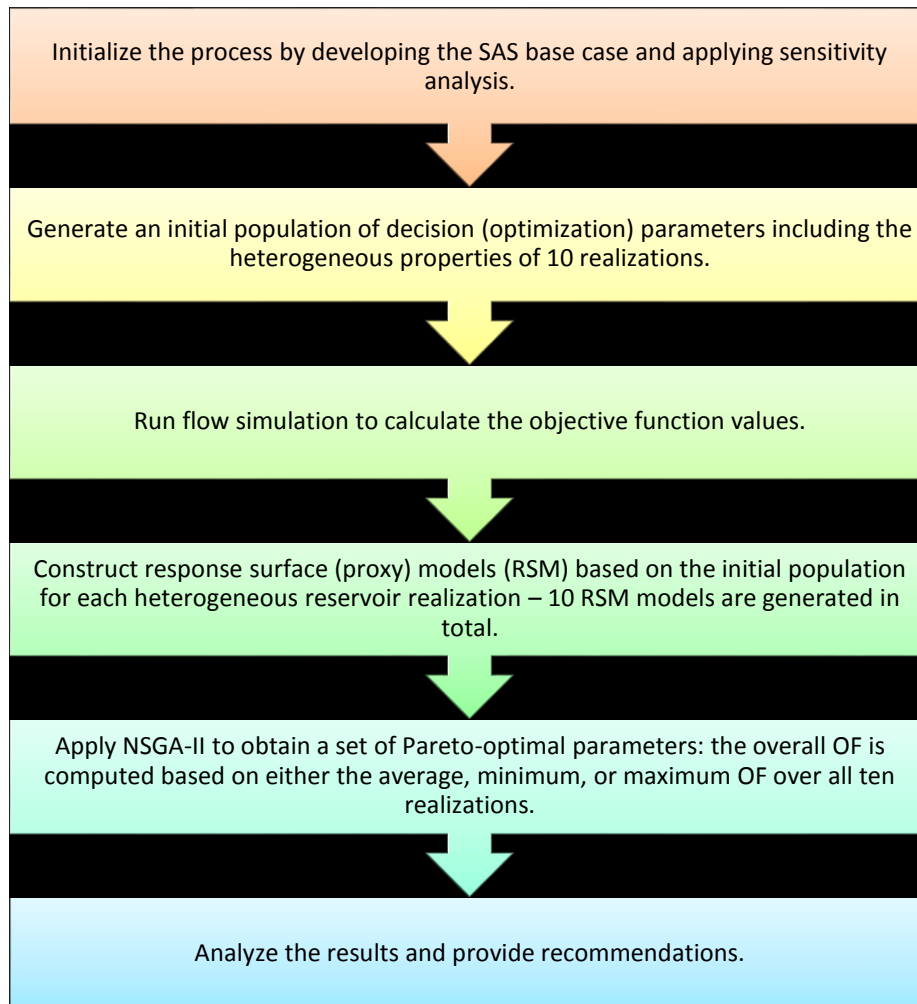 Initialize the process by developing the SAS base case and applying sensitivity
analysis.
Generate an initial population of decision (optimization) parameters including the
heterogeneous properties of 10 realizations.
Run flow simulation to calculate the objective function values.
Construct response surface (proxy) models (RSM) based on the initial population
for each heterogeneous reservoir realization – 10 RSM models are generated in
total.
Apply NSGA-II to obtain a set of Pareto-optimal parameters: the overall OF is
computed based on either the average, minimum, or maximum OF over all ten
realizations.
Analyze the results and provide recommendations.